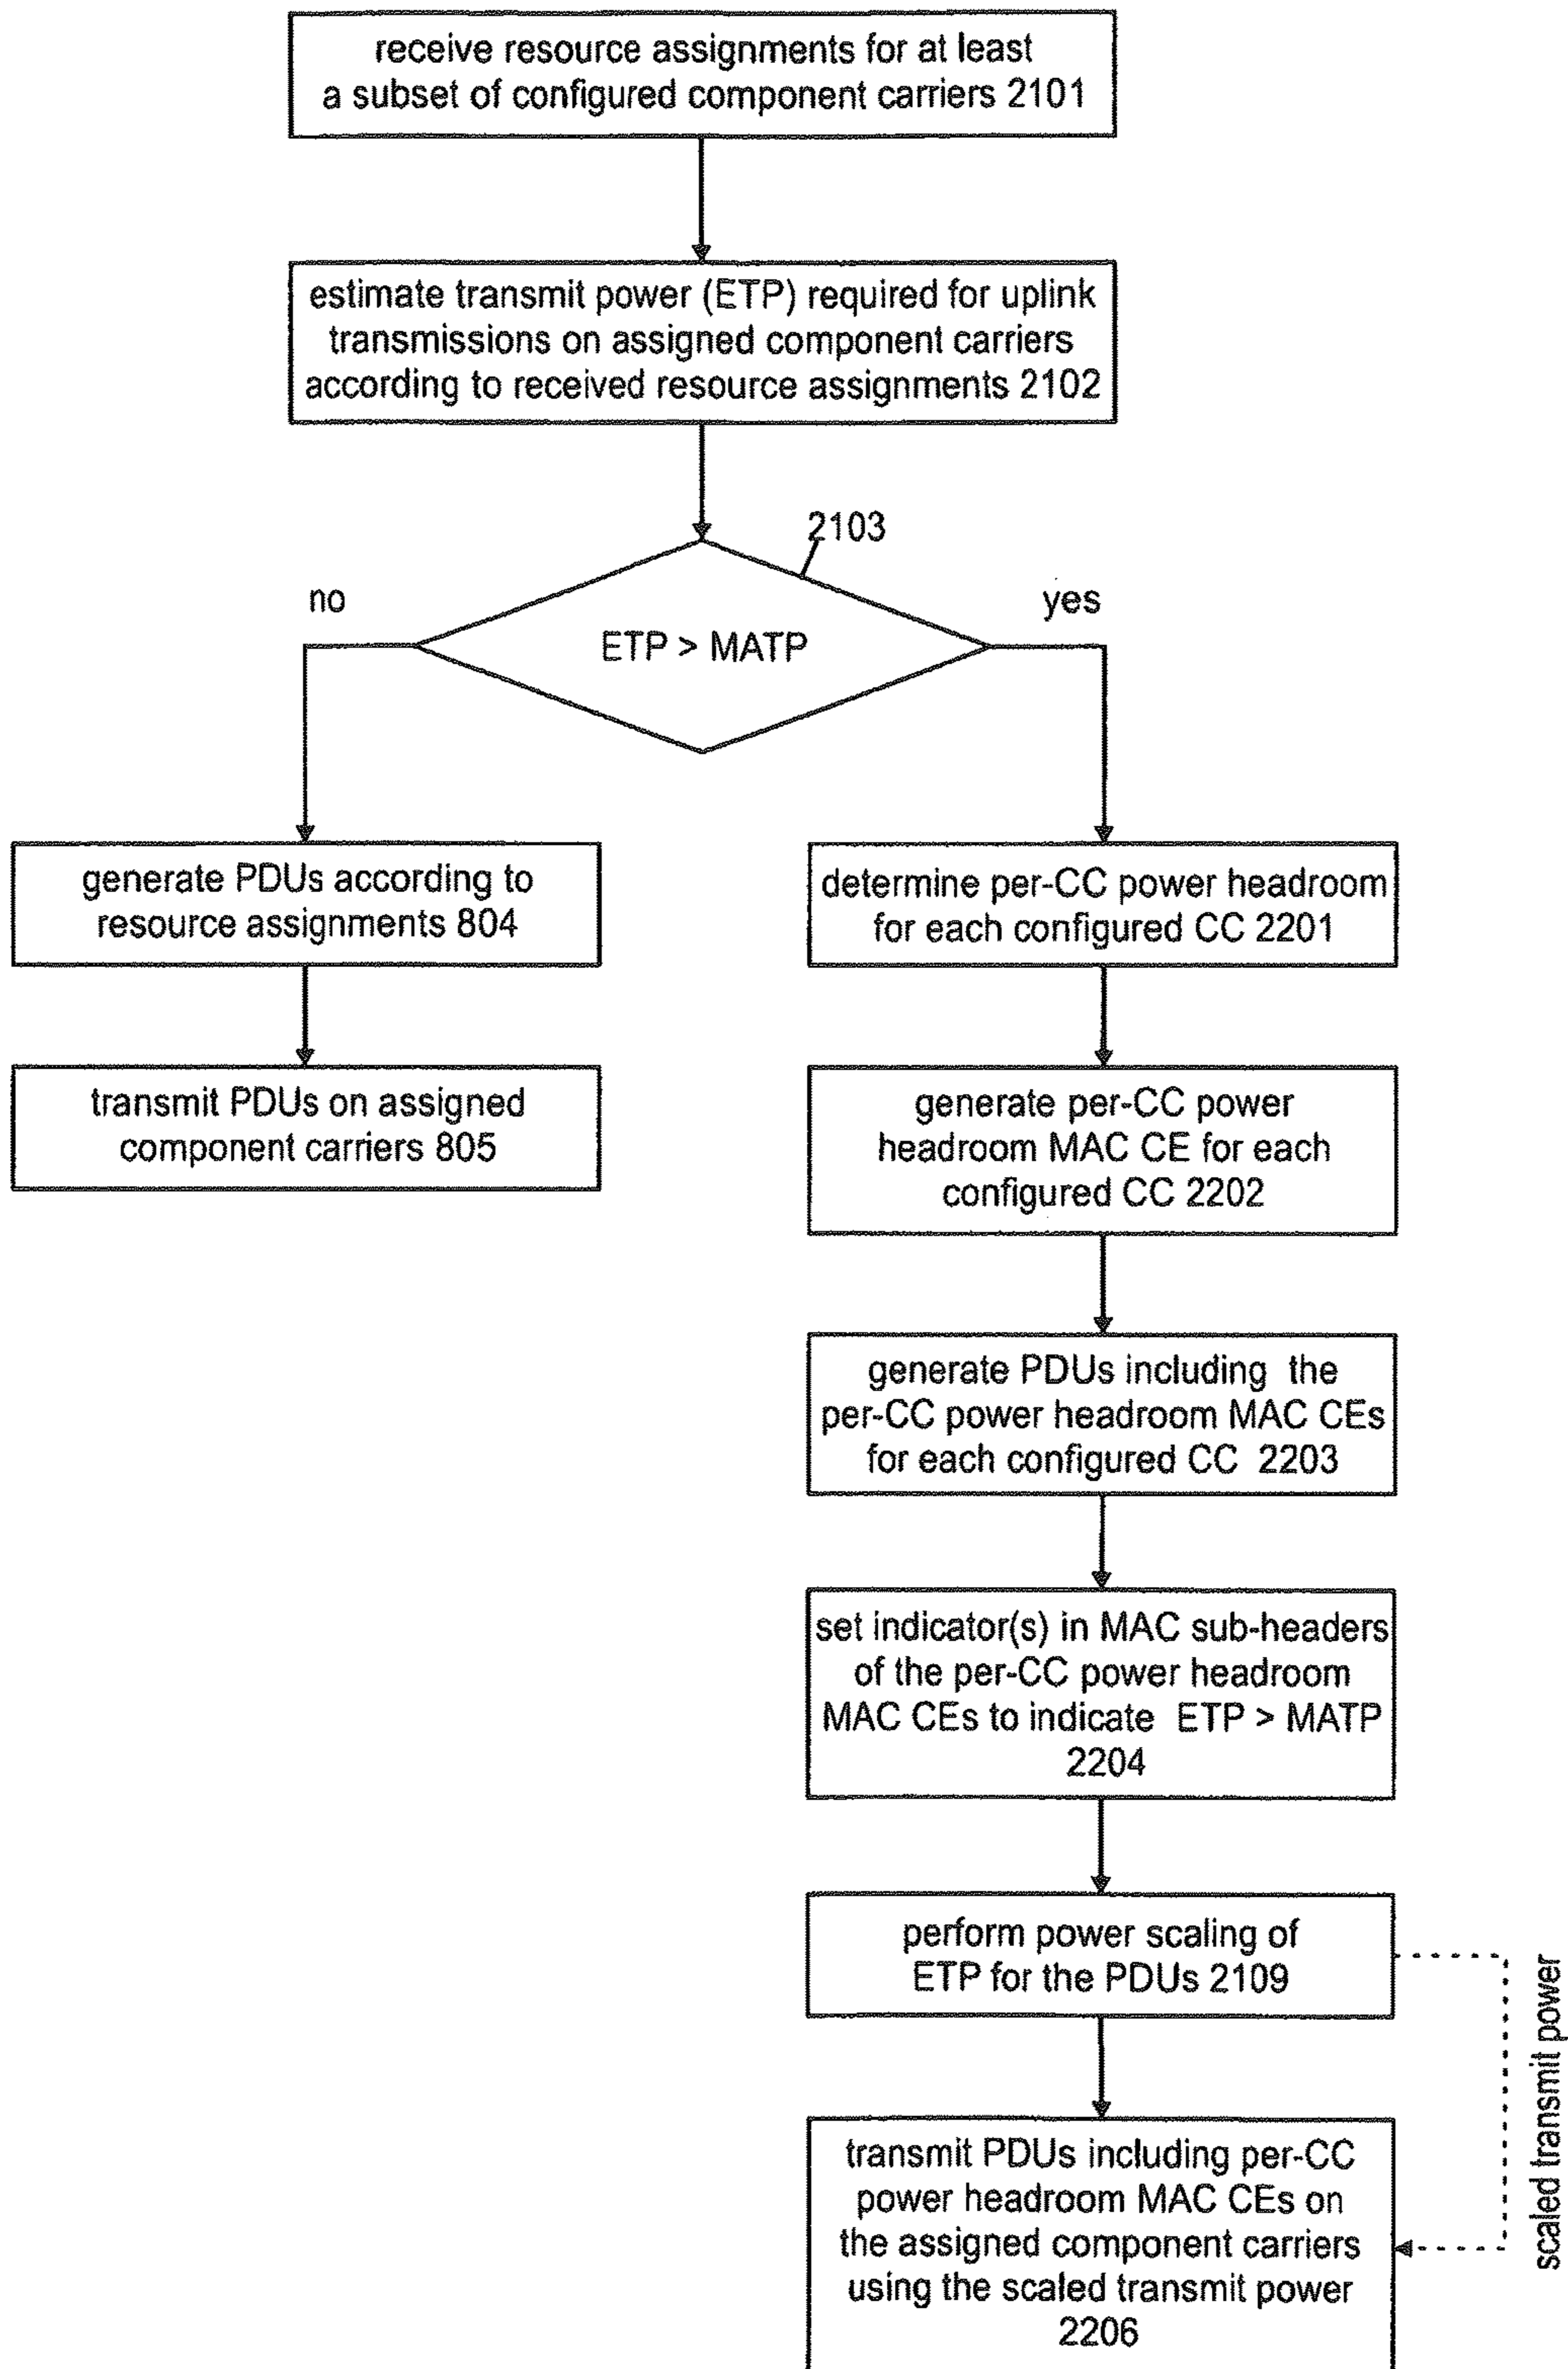 receive resource assignments for at least
a subset of configured component carriers 2101
estimate transmit power (ETP) required for uplink
transmissions on assigned component carriers
according to received resource assignments 2102
2103
no
yes
ETP > MATP
generate PDUs according to
resource assignments 804
transmit PDUs on assigned
component carriers 805
determine per-CC power headroom
for each configured CC 2201
generate per-CC power
headroom MAC CE for each
configured CC 2202
generate PDUs including the
per-CC power headroom MAC CEs
for each configured CC 2203
set indicator(s) in MAC sub-headers
of the per-CC power headroom
MAC CEs to indicate ETP > MATP
2204
perform power scaling of
ETP for the PDUs 2109
scaled transmit power
transmit PDUs including per-CC
power headroom MAC CEs on
the assigned component carriers
using the scaled transmit power
2206